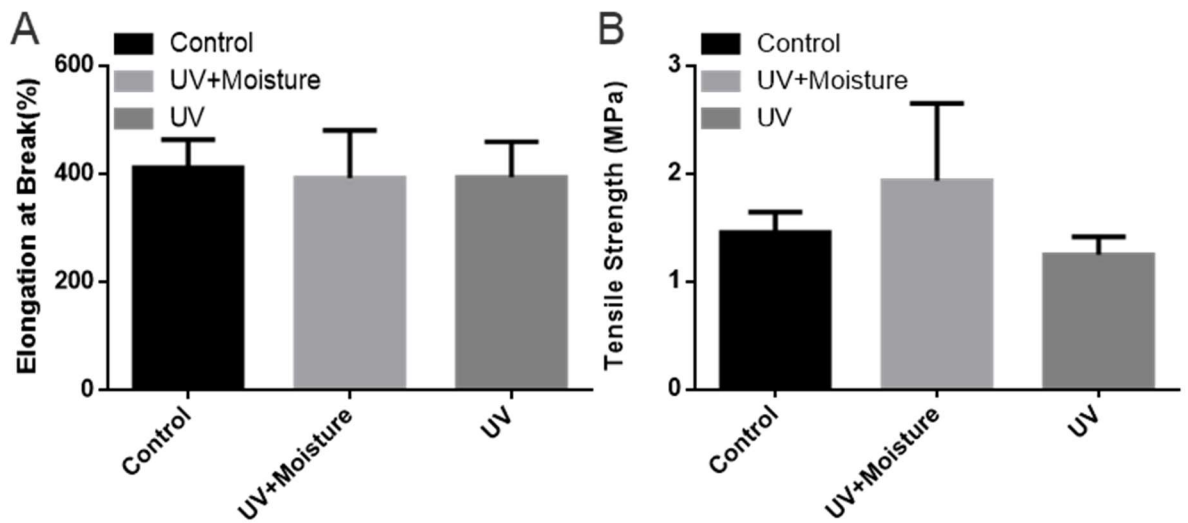 A
Control
UV+Moisture
UV
Elongation at Break(%)
600
400
200
0
Control
UV+Moisture
UV
B
Control
UV+Moisture
UV
Tensile Strength (MPa)
3
2
1
0
Control
UV+Moisture
UV